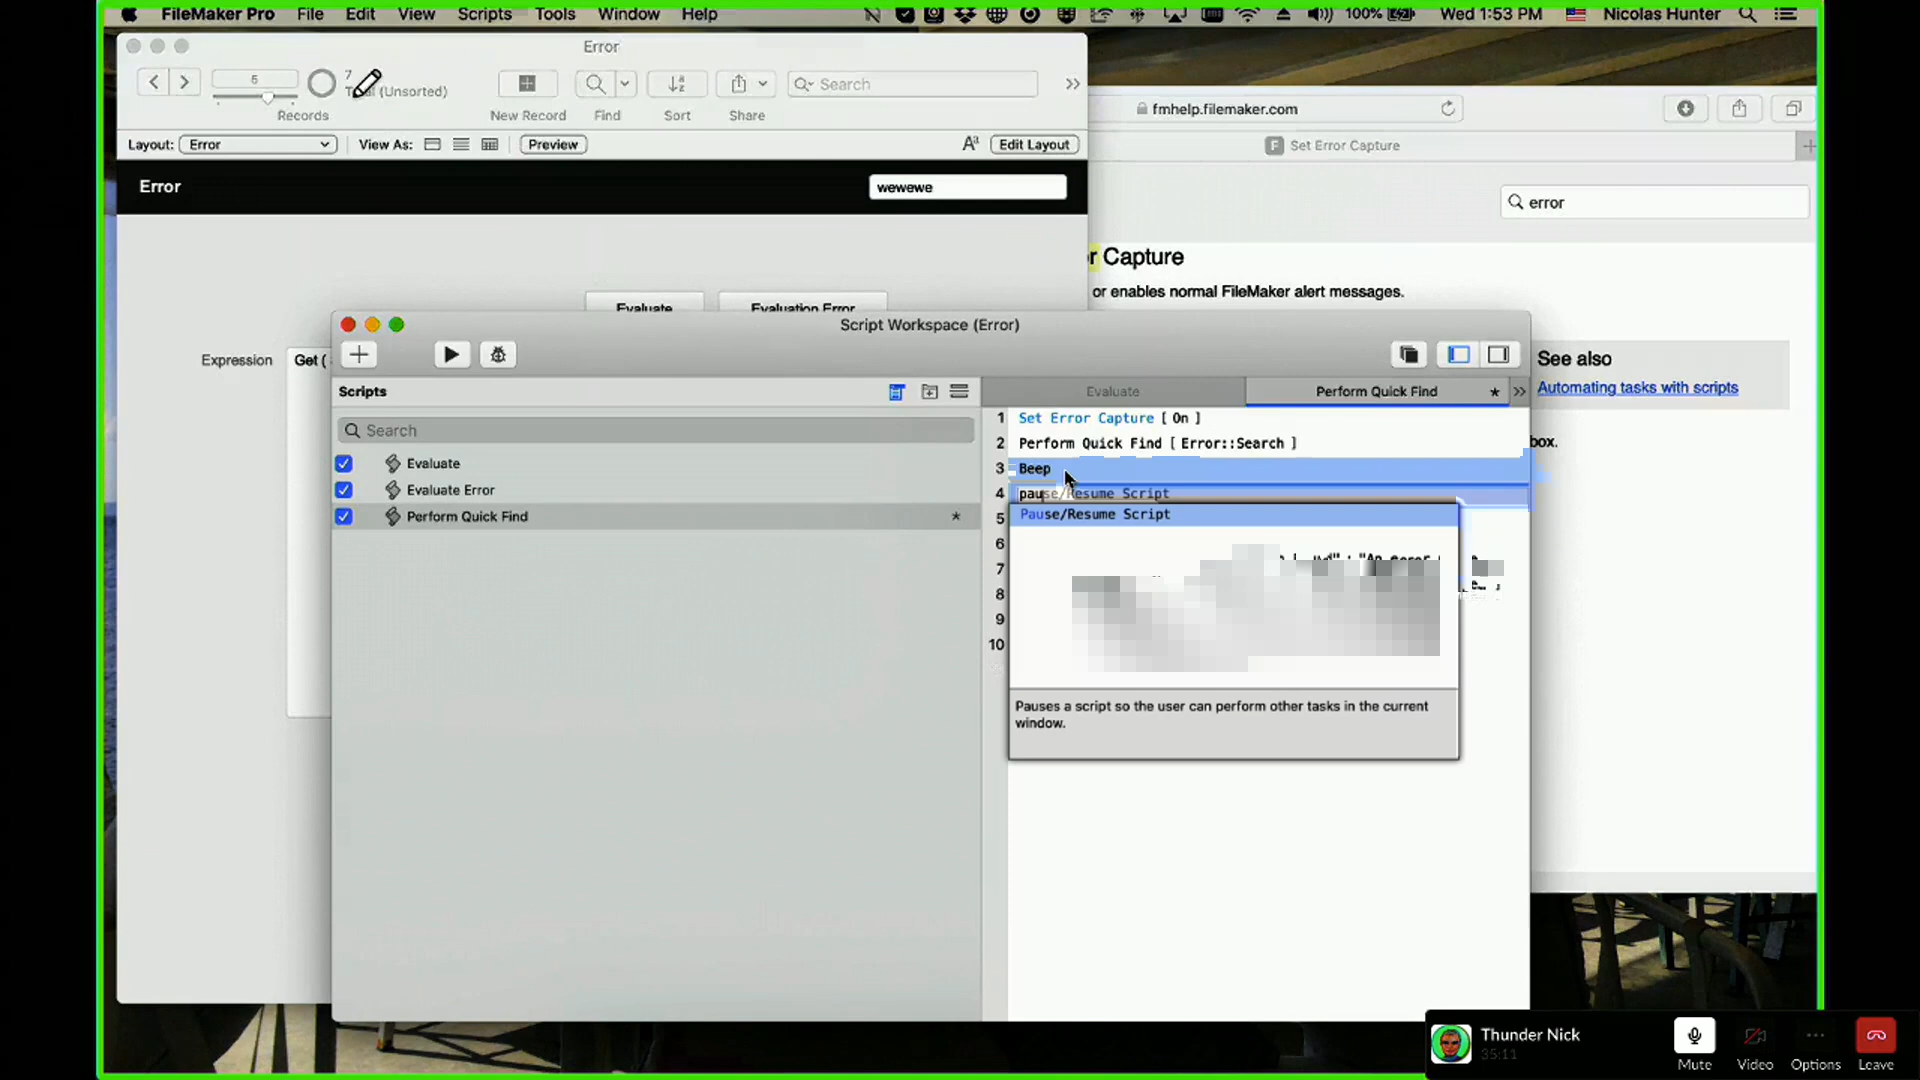 FileMaker Pro File Edit View Scripts Tools Window Help 100% Wed 1:53 PM Nicolas Hunter
Error
6
7
(Unsorted)
Search
Records New Record Find Sort Share
Layout: Error View As: Preview Edit Layout
Error
wewewe
Evaluate
Evaluation Error
Expression
Get (
fmhelp.filemaker.com
F Set Error Capture
error
r Capture
or enables normal FileMaker alert messages.
See also
Automating tasks with scripts
box.
Script Workspace (Error)
Scripts
Search
Evaluate
Evaluate Error
Perform Quick Find *
Evaluate
Perform Quick Find *
1 Set Error Capture [ On ]
2 Perform Quick Find [ Error::Search ]
3 Beep
4 pause/Resume Script
Pause/Resume Script
5
6
7
8
9
10
Pauses a script so the user can perform other tasks in the current
window.
Thunder Nick
35:11
Mute Video Options Leave